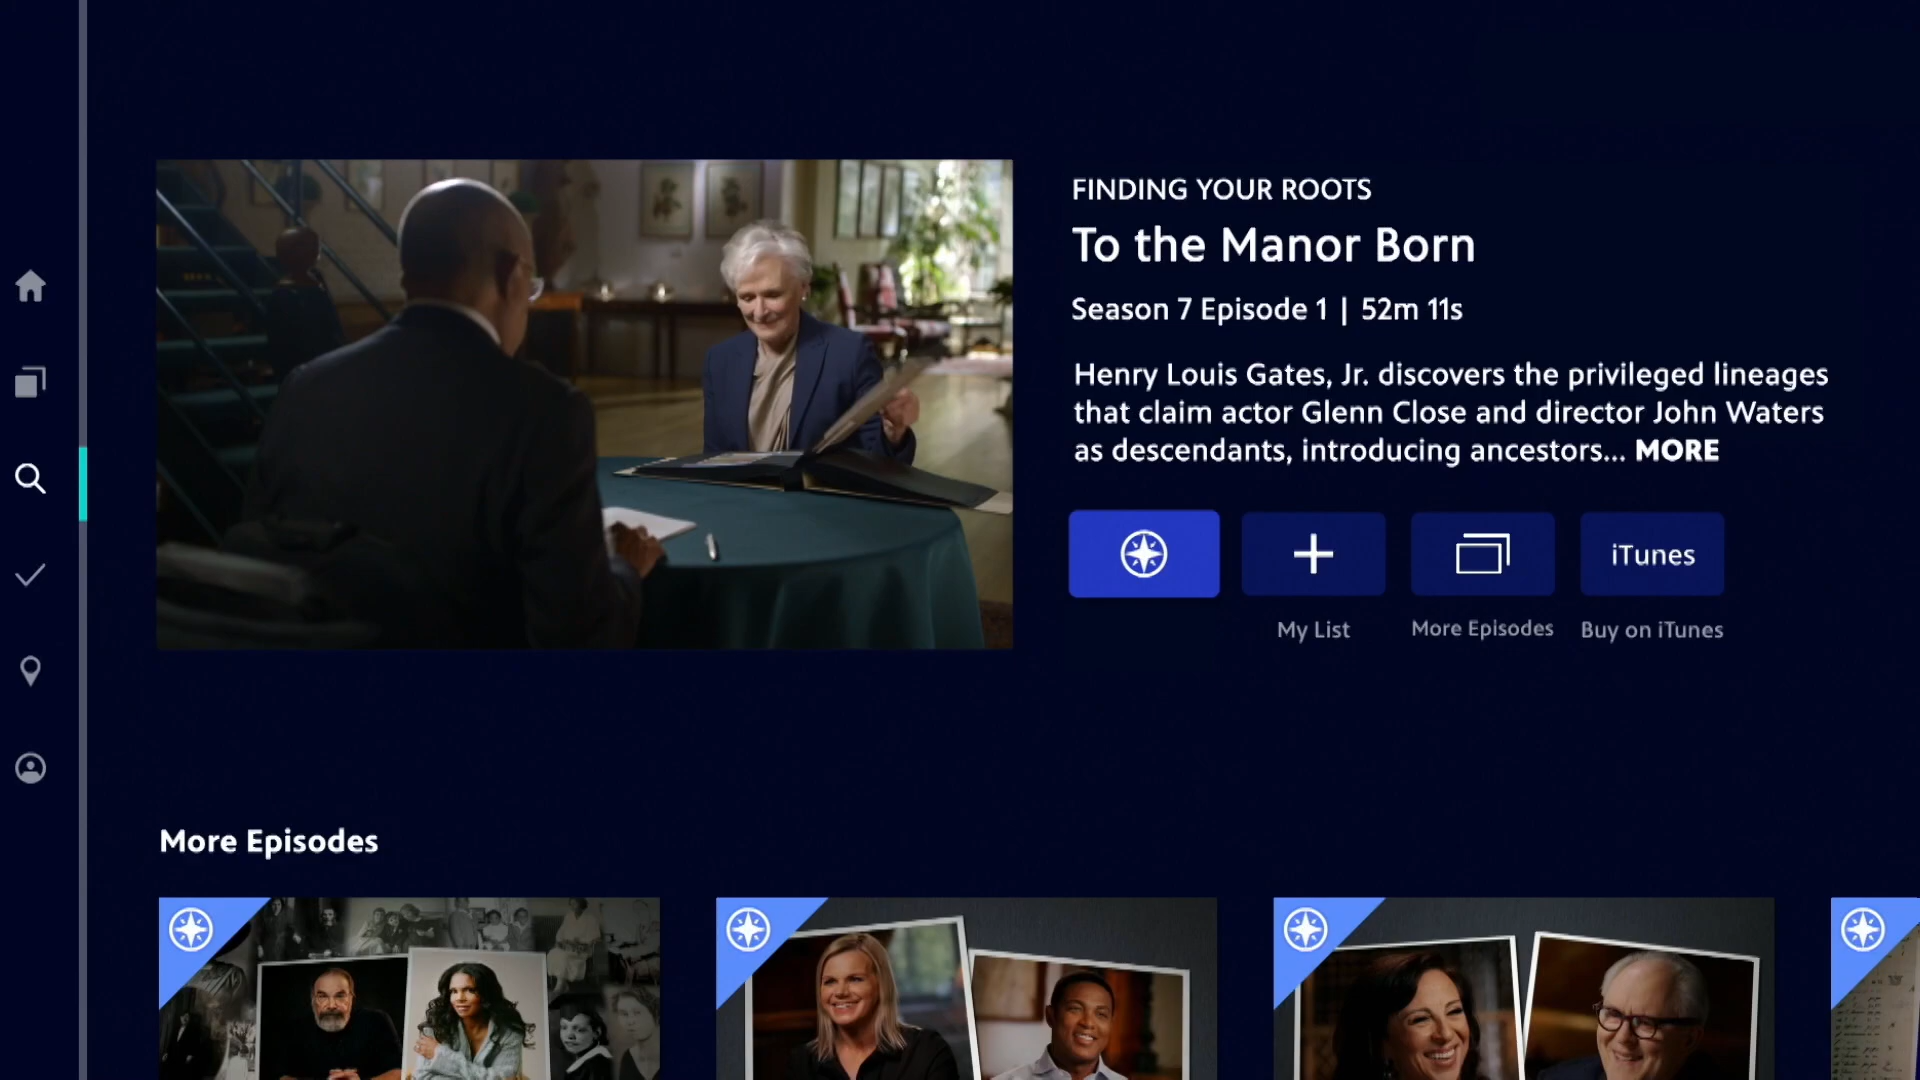 FINDING YOUR ROOTS
To the Manor Born
Season 7 Episode 1 | 52m 11s
Henry Louis Gates, Jr. discovers the privileged lineages
that claim actor Glenn Close and director John Waters
as descendants, introducing ancestors... MORE
iTunes
My List
More Episodes
Buy on iTunes
More Episodes